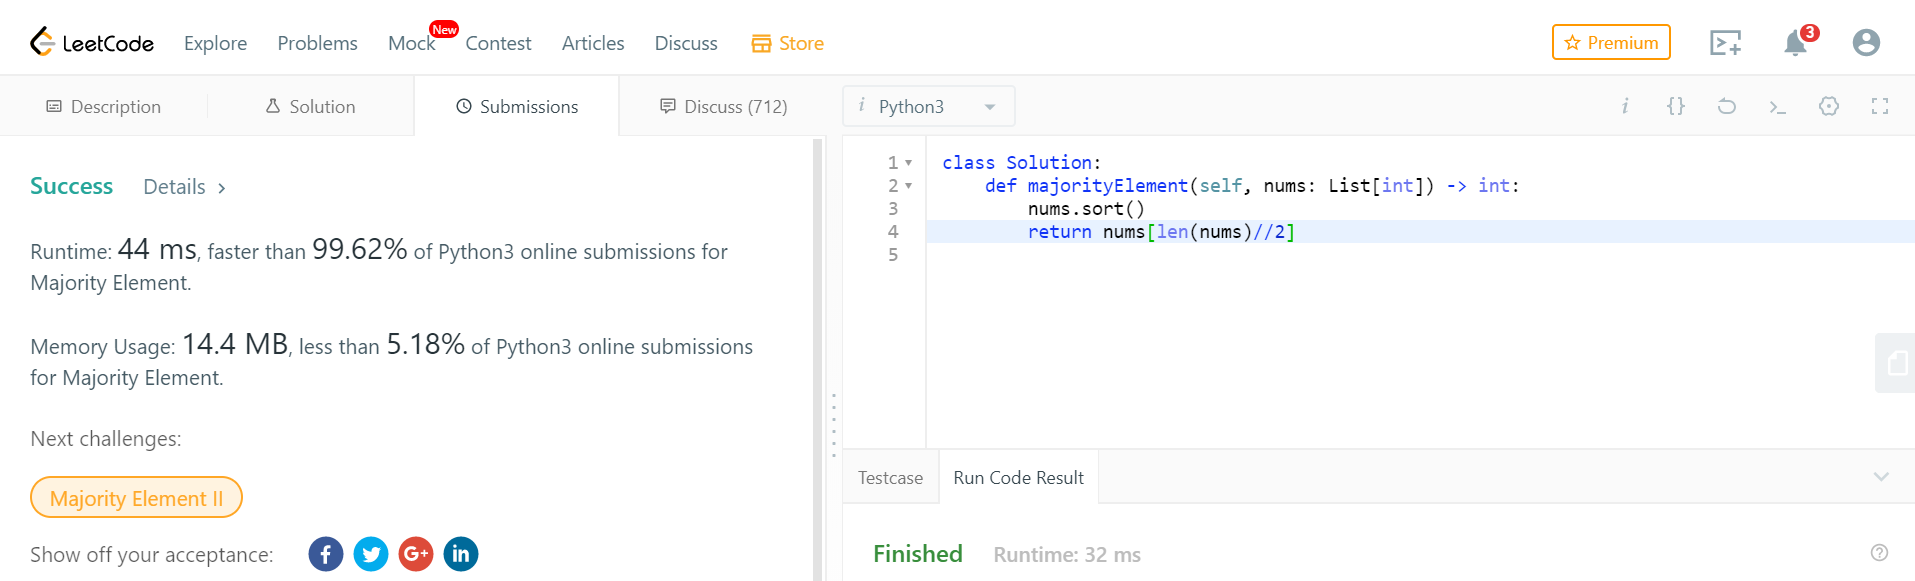 LeetCode Explore Problems Mock New Contest Articles Discuss Store Premium 3
Description Solution Submissions Discuss (712) i Python3 i {} >_
Success Details >
Runtime: 44 ms, faster than 99.62% of Python3 online submissions for
Majority Element.
Memory Usage: 14.4 MB, less than 5.18% of Python3 online submissions
for Majority Element.
Next challenges:
Majority Element II
Show off your acceptance: f G+ in
1 class Solution:
2 def majorityElement(self, nums: List[int]) -> int:
3 nums.sort()
4 return nums[len(nums)//2]
5
Testcase Run Code Result
Finished Runtime: 32 ms ?